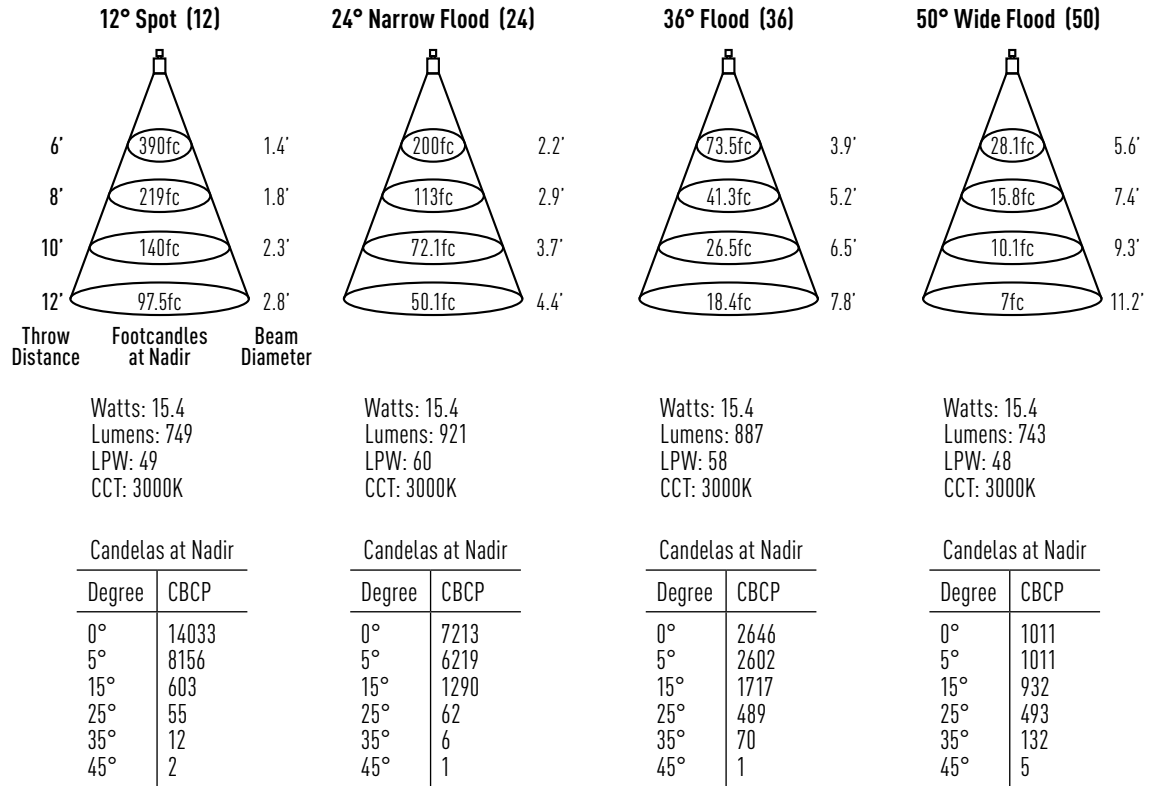 12° Spot (12)
24° Narrow Flood (24)
36° Flood (36)
50° Wide Flood (50)
6’ 390fc 1.4’ 200fc 2.2’ 73.5fc 3.9’ 28.1fc 5.6’
8’ 219fc 1.8’ 113fc 2.9’ 41.3fc 5.2’ 15.8fc 7.4’
10’ 140fc 2.3’ 72.1fc 3.7’ 26.5fc 6.5’ 10.1fc 9.3’
12’ 97.5fc 2.8’ 50.1fc 4.4’ 18.4fc 7.8’ 7fc 11.2’
Throw Distance
Footcandles at Nadir
Beam Diameter
Watts: 15.4
Lumens: 749
LPW: 49
CCT: 3000K
Candelas at Nadir
Degree CBCP
0° 14033
5° 8156
15° 603
25° 55
35° 12
45° 2
Watts: 15.4
Lumens: 921
LPW: 60
CCT: 3000K
Candelas at Nadir
Degree CBCP
0° 7213
5° 6219
15° 1290
25° 62
35° 6
45° 1
Watts: 15.4
Lumens: 887
LPW: 58
CCT: 3000K
Candelas at Nadir
Degree CBCP
0° 2646
5° 2602
15° 1717
25° 489
35° 70
45° 1
Watts: 15.4
Lumens: 743
LPW: 48
CCT: 3000K
Candelas at Nadir
Degree CBCP
0° 1011
5° 1011
15° 932
25° 493
35° 132
45° 5